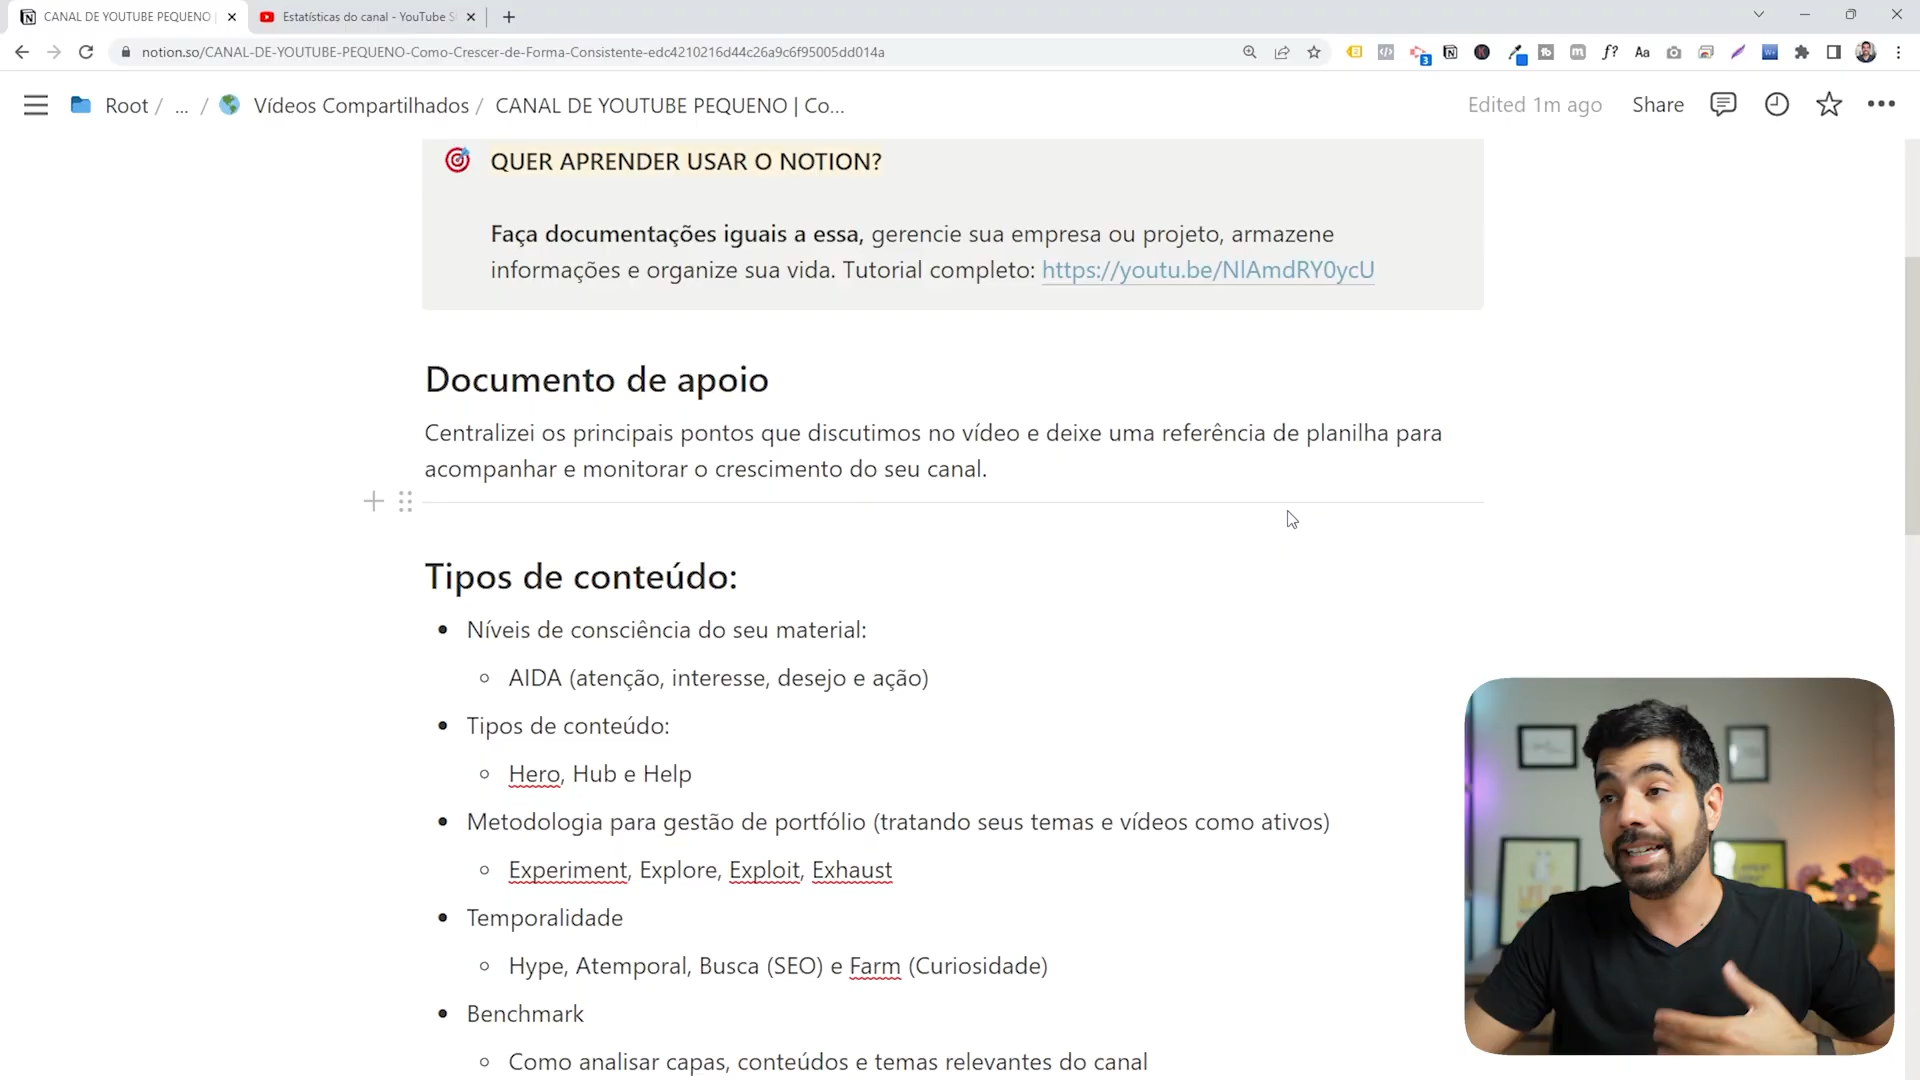 CANAL DE YOUTUBE PEQUENO
Estatísticas do canal - YouTube S
notion.so/CANAL-DE-YOUTUBE-PEQUENO-Como-Crescer-de-Forma-Consistente-edc4210216d44c26a9c6f95005dd014a
Root / ... / Vídeos Compartilhados / CANAL DE YOUTUBE PEQUENO | Co...
Edited 1m ago Share
QUER APRENDER USAR O NOTION?
Faça documentações iguais a essa, gerencie sua empresa ou projeto, armazene
informações e organize sua vida. Tutorial completo: https://youtu.be/NlAmdRY0ycU
Documento de apoio
Centralizei os principais pontos que discutimos no vídeo e deixe uma referência de planilha para
acompanhar e monitorar o crescimento do seu canal.
Tipos de conteúdo:
Níveis de consciência do seu material:
AIDA (atenção, interesse, desejo e ação)
Tipos de conteúdo:
Hero, Hub e Help
Metodologia para gestão de portfólio (tratando seus temas e vídeos como ativos)
Experiment, Explore, Exploit, Exhaust
Temporalidade
Hype, Atemporal, Busca (SEO) e Farm (Curiosidade)
Benchmark
Como analisar capas, conteúdos e temas relevantes do canal